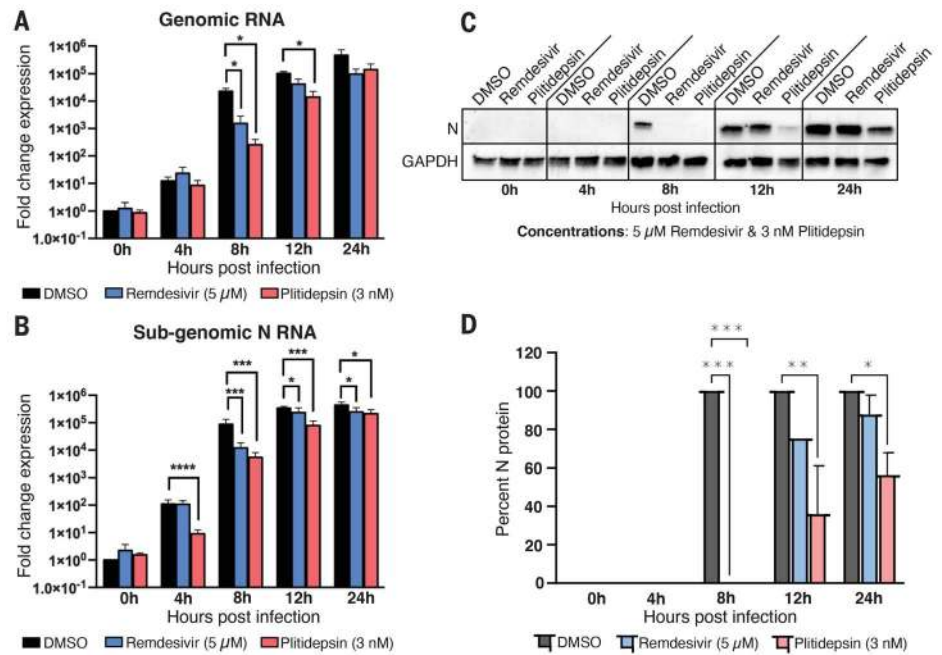 A
Genomic RNA
Fold change expression
1×10⁶
1×10⁵
1×10⁴
1×10³
1×10²
1×10¹
1×10⁰
1.0×10⁻¹
* * *
0h 4h 8h 12h 24h
Hours post infection
DMSO Remdesivir (5 µM) Plitidepsin (3 nM)
B
Sub-genomic N RNA
Fold change expression
1×10⁶
1×10⁵
1×10⁴
1×10³
1×10²
1×10¹
1×10⁰
1.0×10⁻¹
**** *** *** *** * * *
0h 4h 8h 12h 24h
Hours post infection
DMSO Remdesivir (5 µM) Plitidepsin (3 nM)
C
DMSO Remdesivir Plitidepsin DMSO Remdesivir Plitidepsin DMSO Remdesivir Plitidepsin DMSO Remdesivir Plitidepsin DMSO Remdesivir Plitidepsin
N
GAPDH
0h 4h 8h 12h 24h
Hours post infection
Concentrations: 5 µM Remdesivir & 3 nM Plitidepsin
D
Percent N protein
120
100
80
60
40
20
0
*** *** ** *
0h 4h 8h 12h 24h
Hours post infection
DMSO Remdesivir (5 µM) Plitidepsin (3 nM)